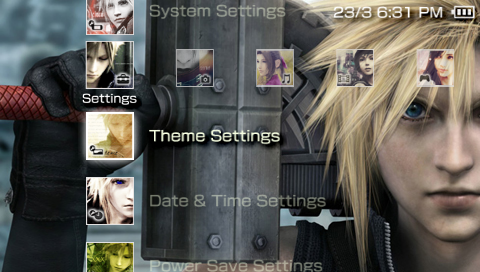 System Settings
23/3 6:31 PM
Settings
Theme Settings
Date & Time Settings
Power Save Settings